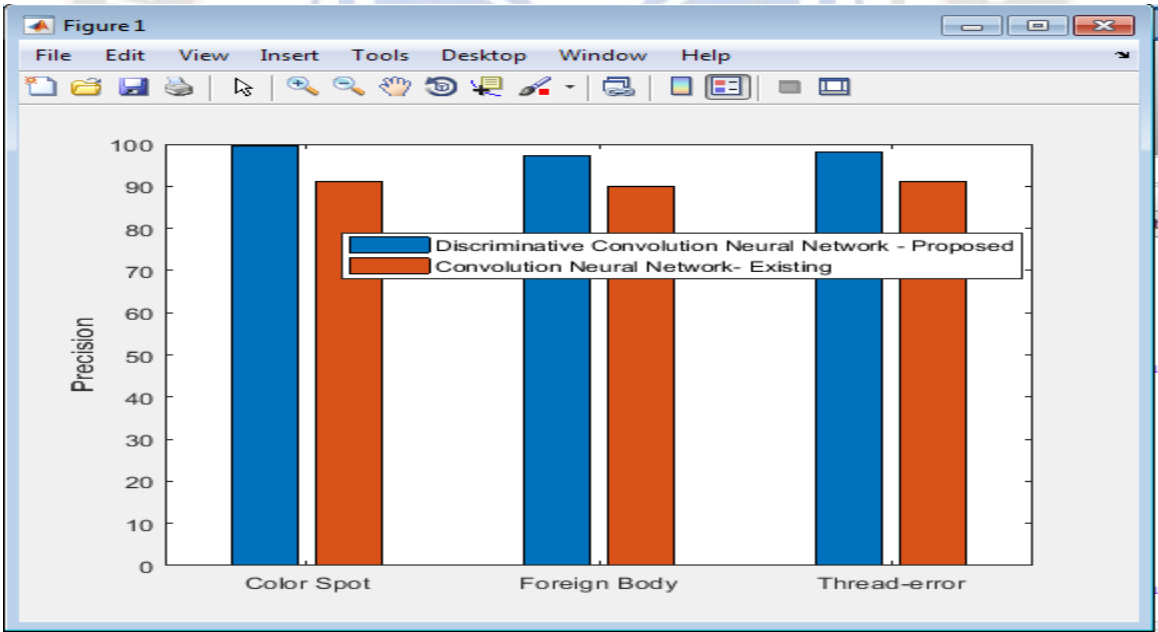 Figure 1
File Edit View Insert Tools Desktop Window Help
100
90
80
70
60
50
40
30
20
10
0
Precision
Discriminative Convolution Neural Network - Proposed
Convolution Neural Network- Existing
Color Spot Foreign Body Thread-error